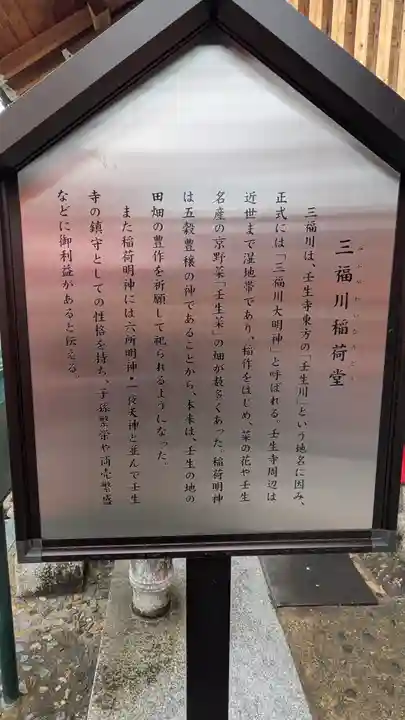 三福川稲荷堂
三福川は、壬生寺東方の「壬生川」という地名に因み、
正式には「三福川大明神」と呼ばれる。壬生寺周辺は
近世まで湿地帯であり、稲作をはじめ、菜の花や壬生
名産の京野菜「壬生菜」の畑が数多くあった。稲荷明神
は五穀豊穣の神であることから、本来は、壬生の地の
田畑の豊作を祈願して祀られるようになった。
また稲荷明神には六所明神・一夜天神と並んで壬生
寺の鎮守としての性格を持ち、子孫繁栄や商売繁盛
などに御利益があると伝える。